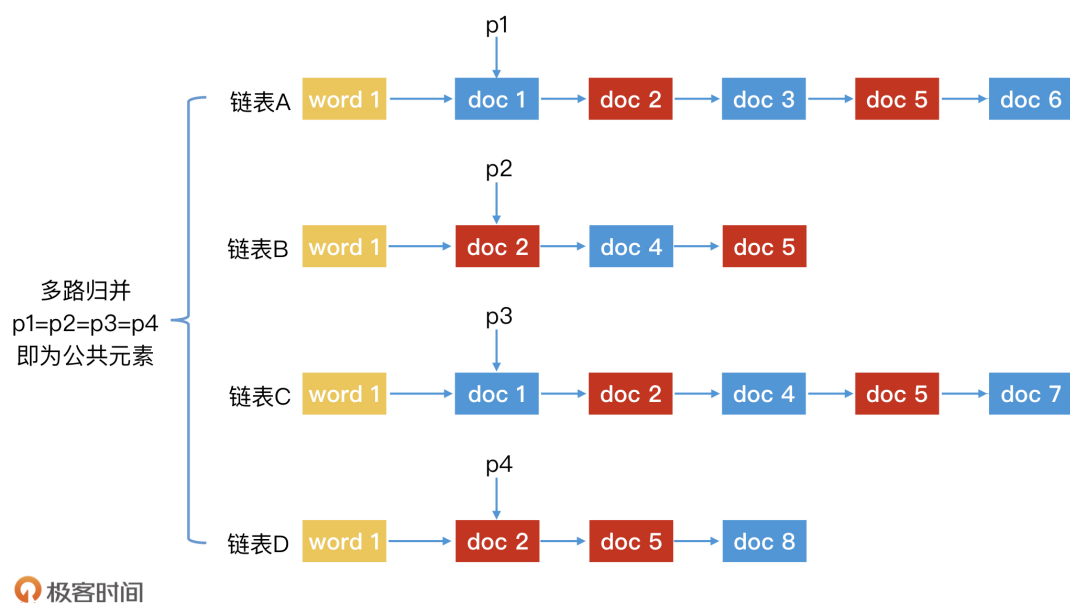 p1
链表A word 1 doc 1 doc 2 doc 3 doc 5 doc 6
p2
链表B word 1 doc 2 doc 4 doc 5
多路归并
p1=p2=p3=p4
即为公共元素
p3
链表C word 1 doc 1 doc 2 doc 4 doc 5 doc 7
p4
链表D word 1 doc 2 doc 5 doc 8
极客时间